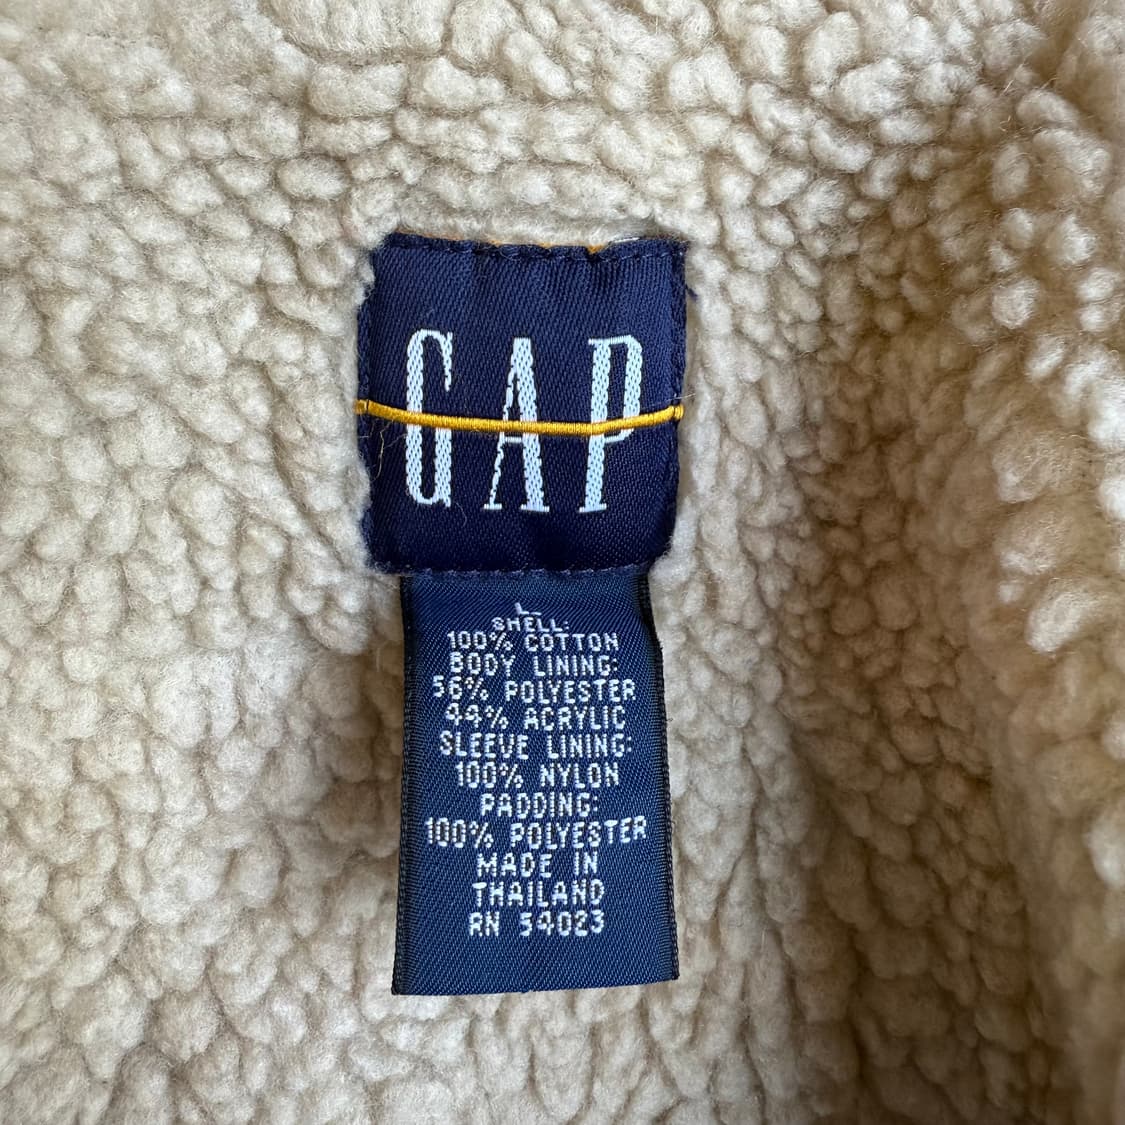 GAP
L
SHELL:
100% COTTON
BODY LINING:
56% POLYESTER
44% ACRYLIC
SLEEVE LINING:
100% NYLON
PADDING:
100% POLYESTER
MADE IN
THAILAND
RN 54023